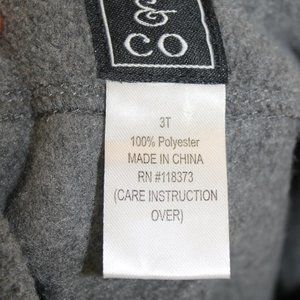 &
CO
3T
100% Polyester
MADE IN CHINA
RN #118373
(CARE INSTRUCTION
OVER)